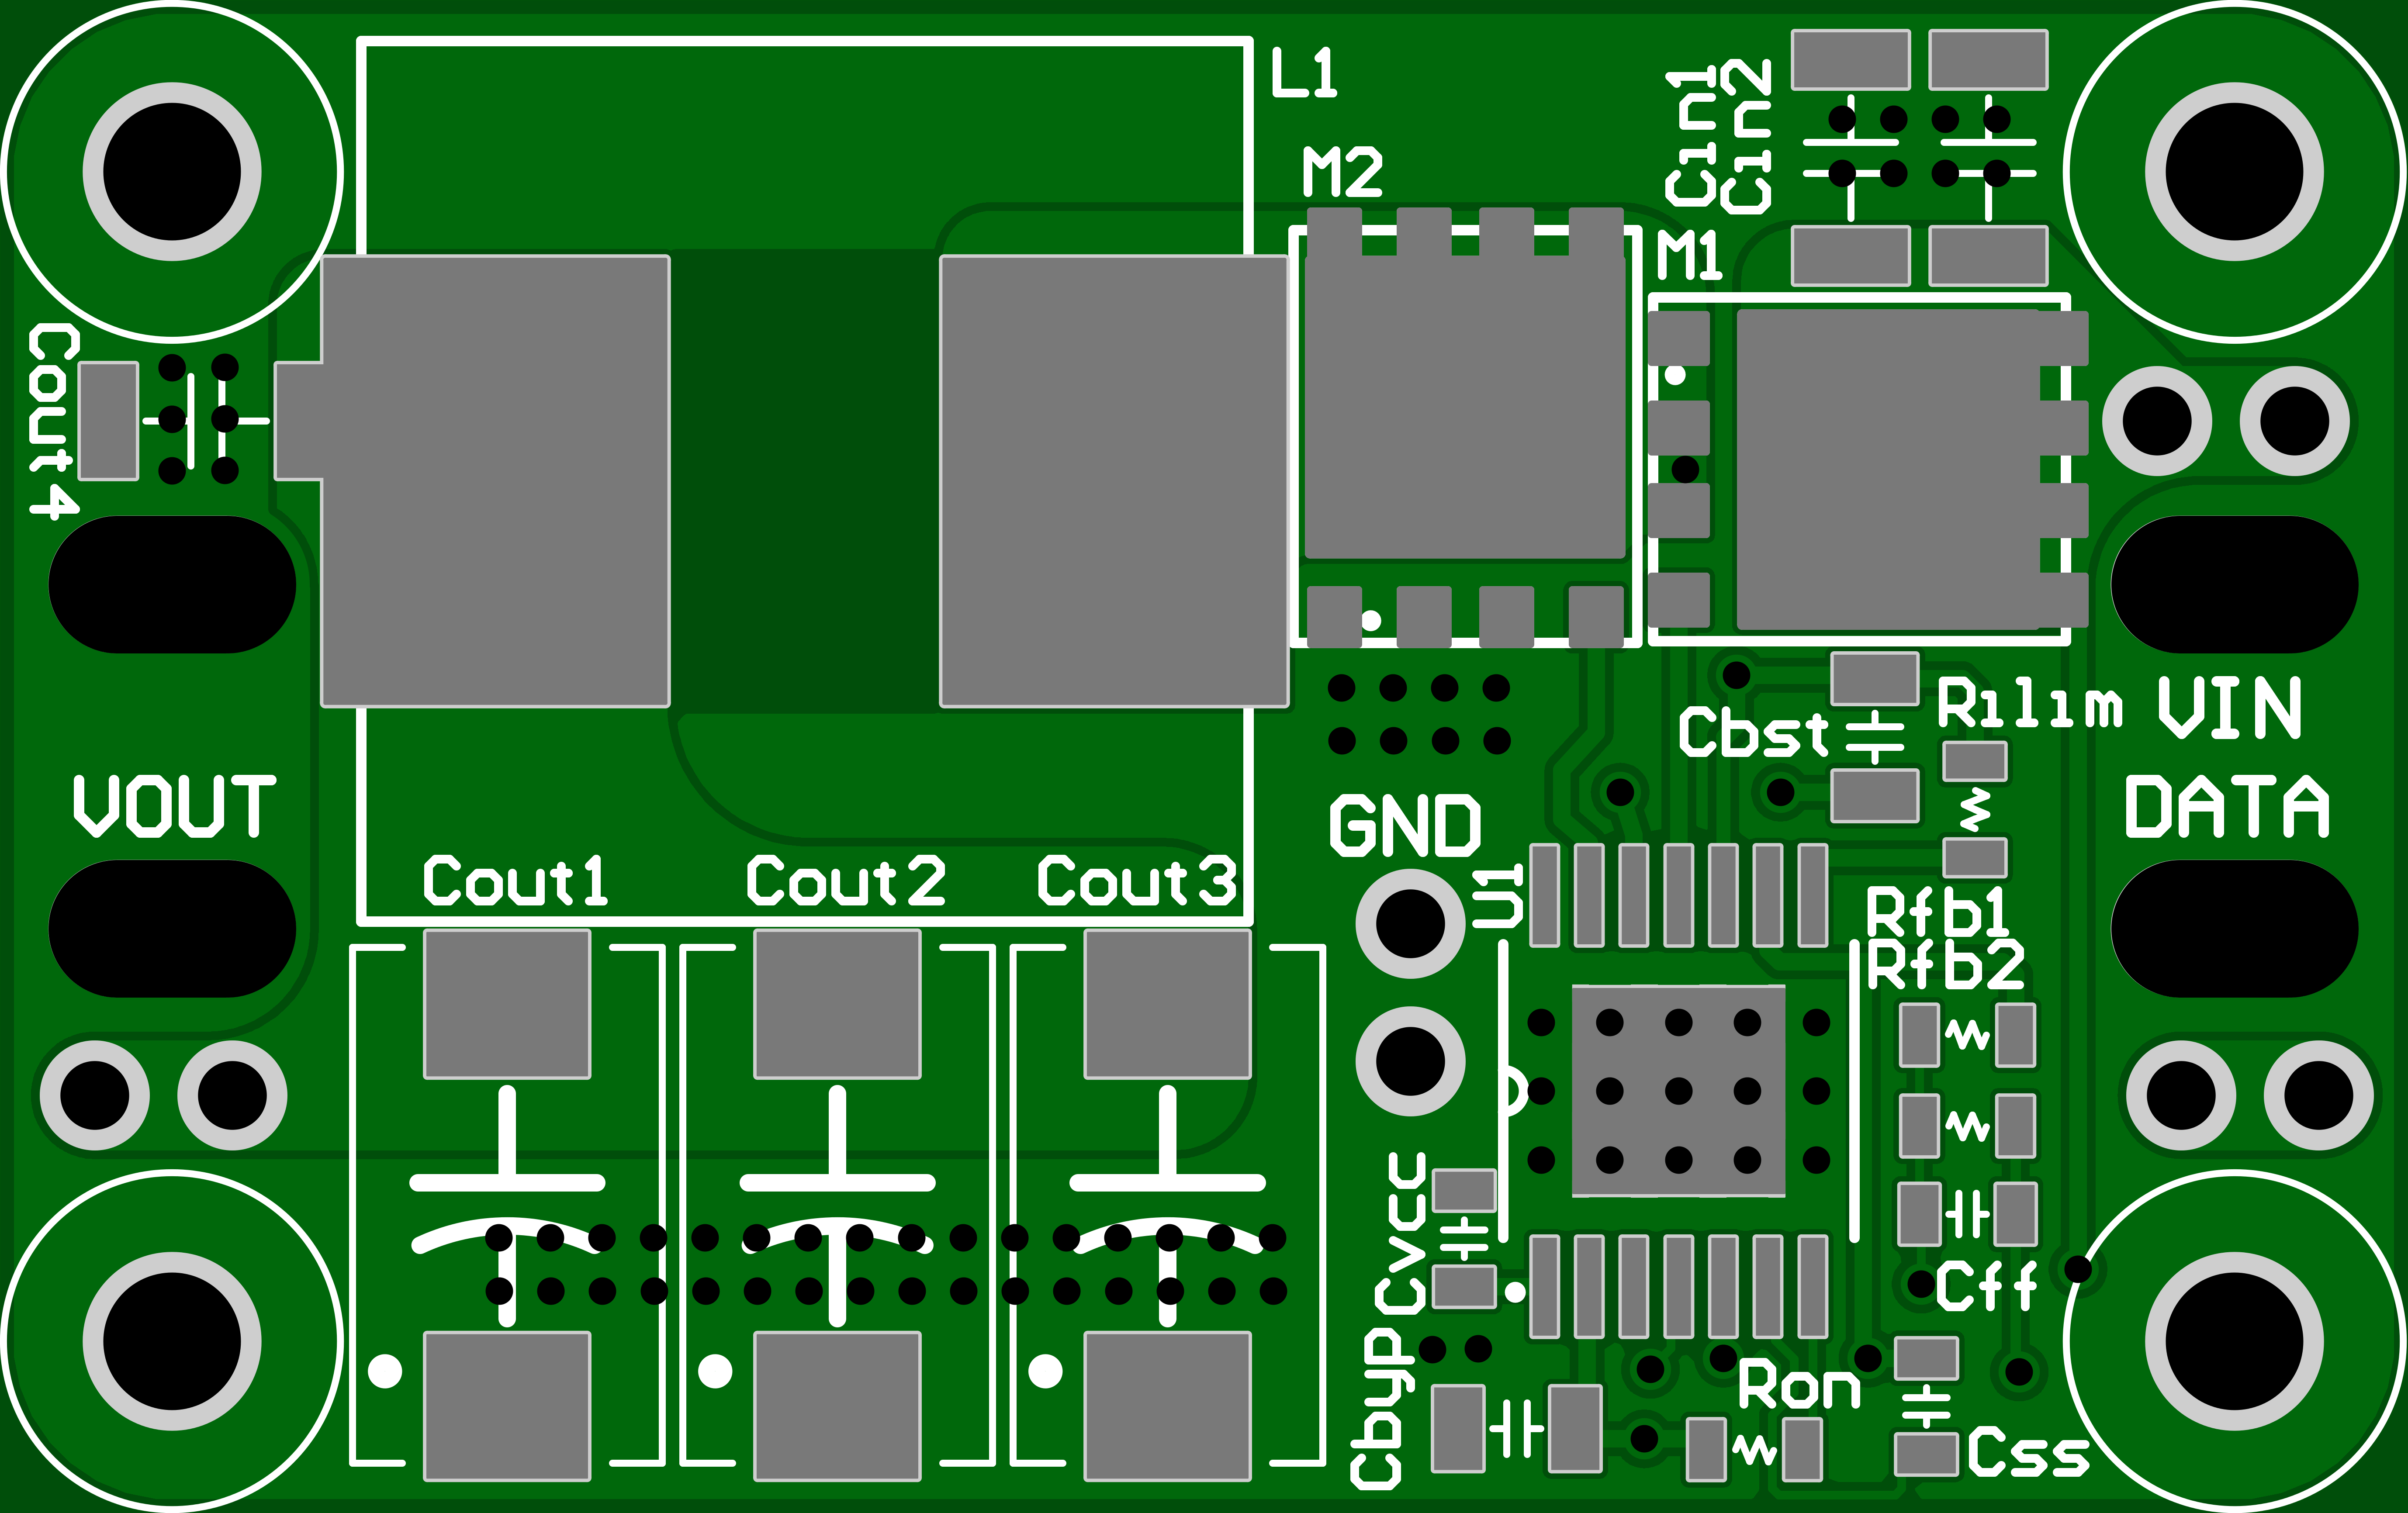 L1
Cin1
Cin2
M2
M1
Cout4
Rilim
VIN
Cbst
VOUT
DATA
GND
Cout1
Cout2
Cout3
U1
Rfb1
Rfb2
Cvcc
Cff
Cbyp
Ron
Css